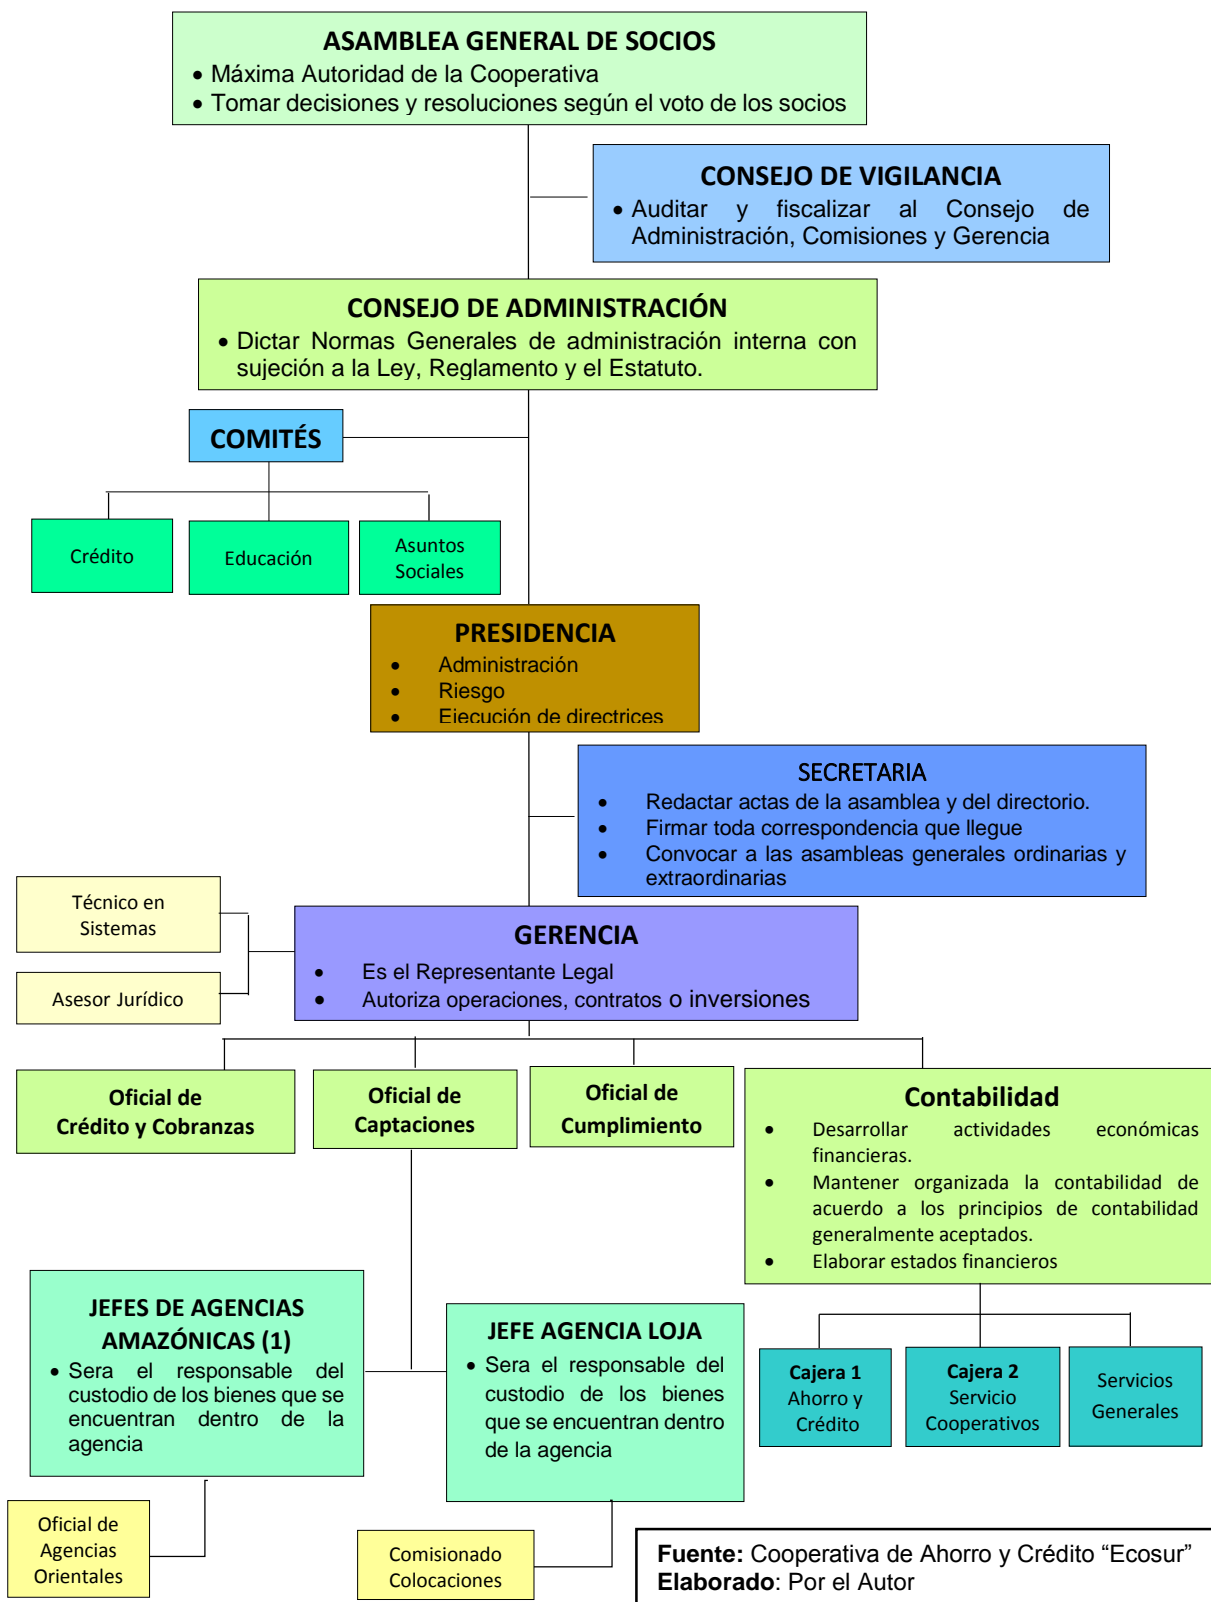 ASAMBLEA GENERAL DE SOCIOS
• Máxima Autoridad de la Cooperativa
• Tomar decisiones y resoluciones según el voto de los socios
CONSEJO DE VIGILANCIA
• Auditar y fiscalizar al Consejo de
Administración, Comisiones y Gerencia
CONSEJO DE ADMINISTRACIÓN
• Dictar Normas Generales de administración interna con
sujeción a la Ley, Reglamento y el Estatuto.
COMITÉS
Crédito
Educación
Asuntos
Sociales
PRESIDENCIA
• Administración
• Riesgo
• Ejecución de directrices
SECRETARIA
• Redactar actas de la asamblea y del directorio.
• Firmar toda correspondencia que llegue
• Convocar a las asambleas generales ordinarias y
extraordinarias
Técnico en
Sistemas
Asesor Jurídico
GERENCIA
• Es el Representante Legal
• Autoriza operaciones, contratos o inversiones
Oficial de
Crédito y Cobranzas
Oficial de
Captaciones
Oficial de
Cumplimiento
Contabilidad
• Desarrollar actividades económicas
financieras.
• Mantener organizada la contabilidad de
acuerdo a los principios de contabilidad
generalmente aceptados.
• Elaborar estados financieros
JEFES DE AGENCIAS
AMAZÓNICAS (1)
• Sera el responsable del
custodio de los bienes que se
encuentran dentro de la
agencia
JEFE AGENCIA LOJA
• Sera el responsable del
custodio de los bienes
que se encuentran dentro
de la agencia
Cajera 1
Ahorro y
Crédito
Cajera 2
Servicio
Cooperativos
Servicios
Generales
Oficial de
Agencias
Orientales
Comisionado
Colocaciones
Fuente: Cooperativa de Ahorro y Crédito “Ecosur”
Elaborado: Por el Autor